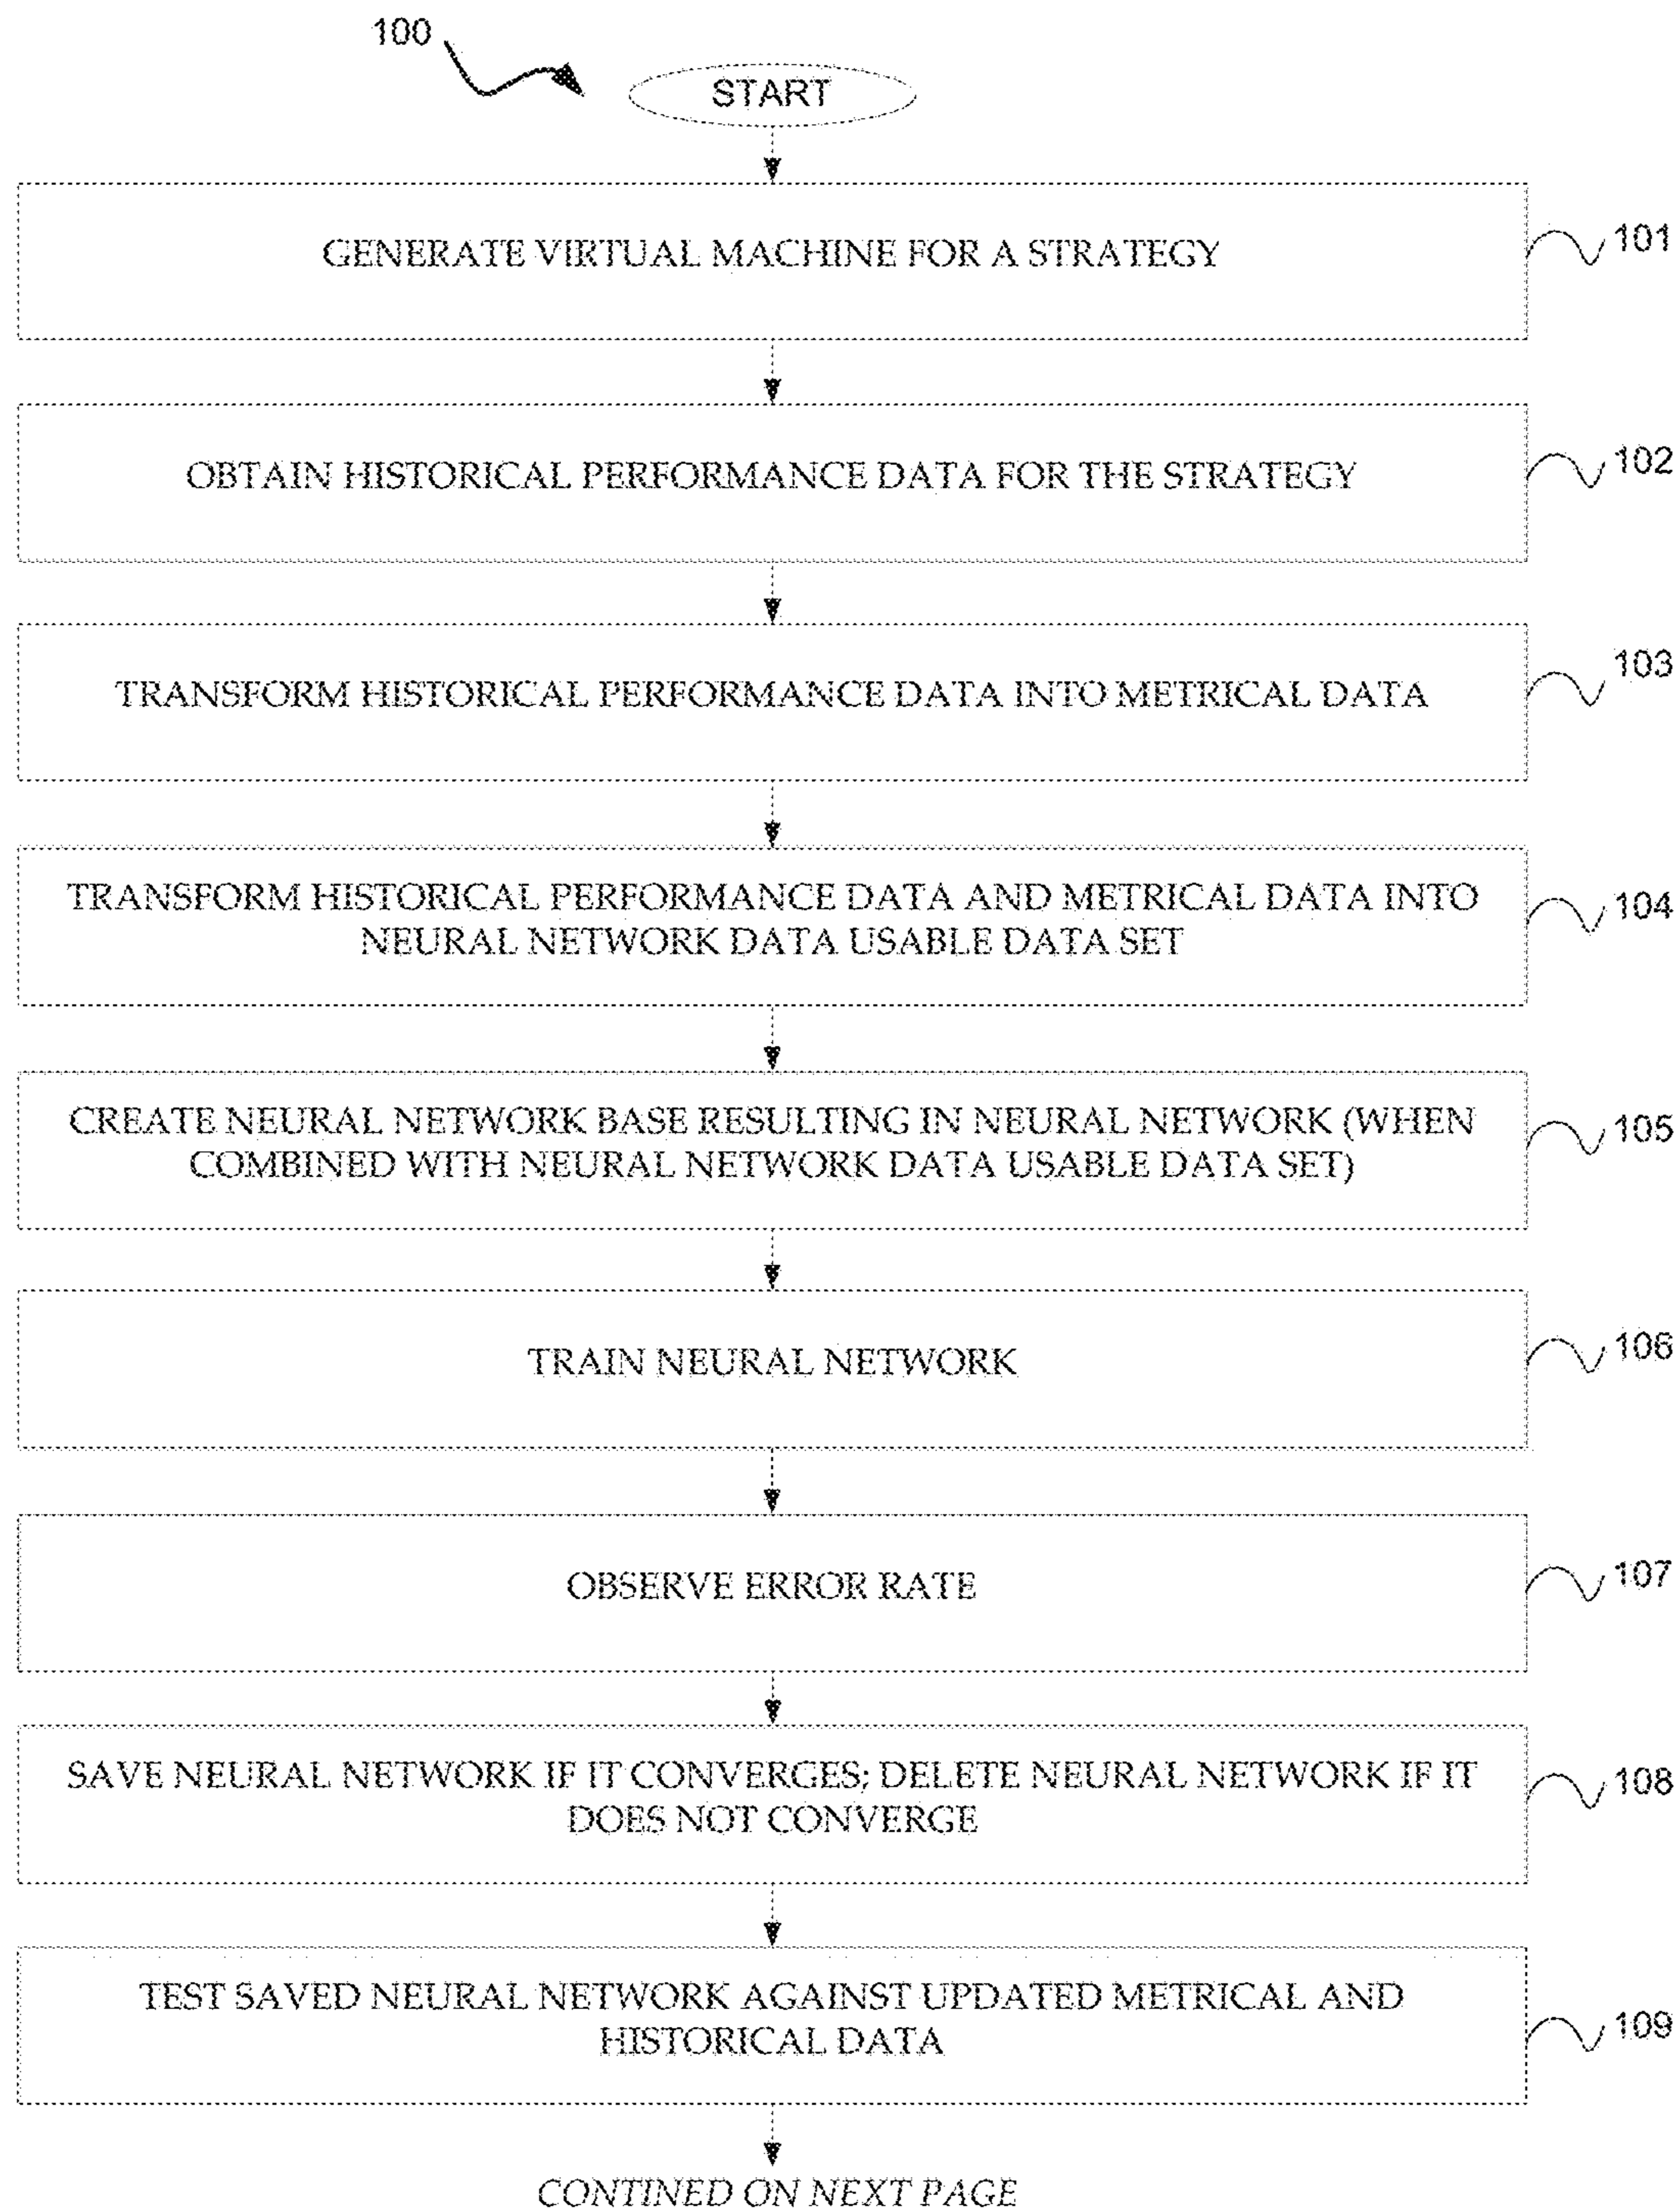 100
START
GENERATE VIRTUAL MACHINE FOR A STRATEGY
101
OBTAIN HISTORICAL PERFORMANCE DATA FOR THE STRATEGY
102
TRANSFORM HISTORICAL PERFORMANCE DATA INTO METRICAL DATA
103
TRANSFORM HISTORICAL PERFORMANCE DATA AND METRICAL DATA INTO
NEURAL NETWORK DATA USABLE DATA SET
104
CREATE NEURAL NETWORK BASE RESULTING IN NEURAL NETWORK (WHEN
COMBINED WITH NEURAL NETWORK DATA USABLE DATA SET)
105
TRAIN NEURAL NETWORK
106
OBSERVE ERROR RATE
107
SAVE NEURAL NETWORK IF IT CONVERGES; DELETE NEURAL NETWORK IF IT
DOES NOT CONVERGE
108
TEST SAVED NEURAL NETWORK AGAINST UPDATED METRICAL AND
HISTORICAL DATA
109
CONTINED ON NEXT PAGE